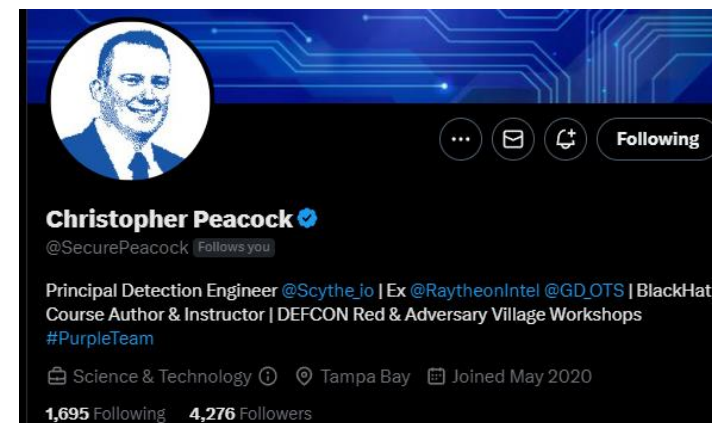 Following
Christopher Peacock
@SecurePeacock Follows you
Principal Detection Engineer @Scythe_io | Ex @RaytheonIntel @GD_OTS | BlackHat
Course Author & Instructor | DEFCON Red & Adversary Village Workshops
#PurpleTeam
Science & Technology Tampa Bay Joined May 2020
1,695 Following 4,276 Followers